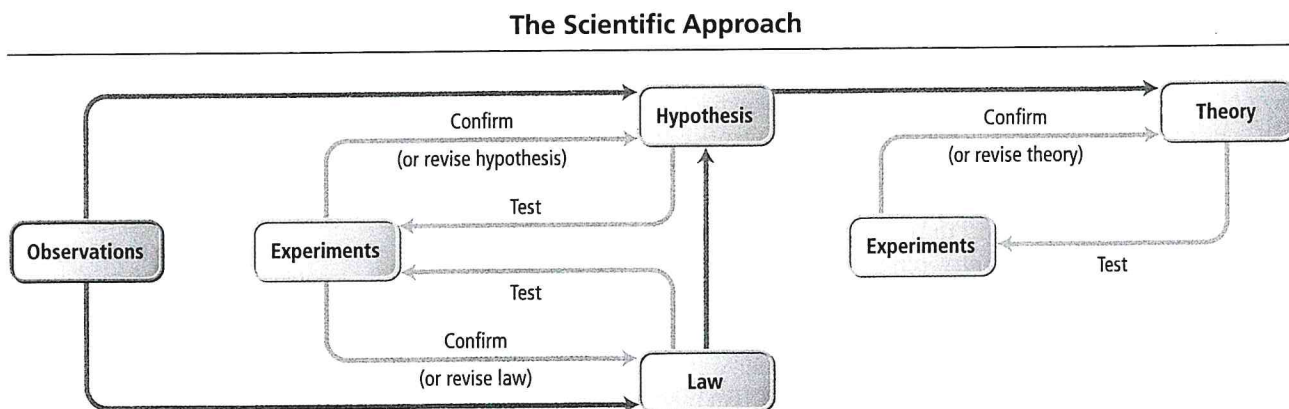 The Scientific Approach
Hypothesis
Theory
Confirm
(or revise hypothesis)
Confirm
(or revise theory)
Test
Observations
Experiments
Experiments
Test
Test
Confirm
(or revise law)
Law